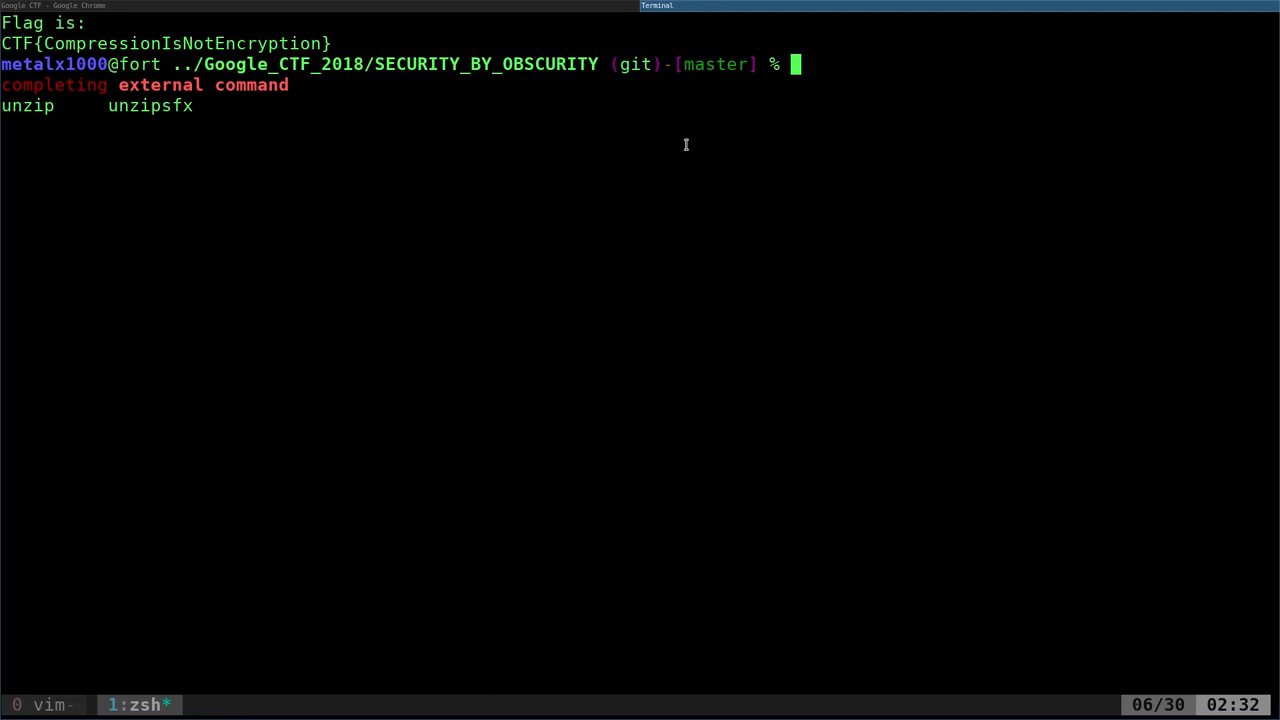 Google CTF - Google Chrome
Terminal
Flag is:
CTF{CompressionIsNotEncryption}
metalx1000@fort ../Google_CTF_2018/SECURITY_BY_OBSCURITY (git)-[master] %
completing external command
unzip unzipsfx
0 vim- 1:zsh* 06/30 02:32